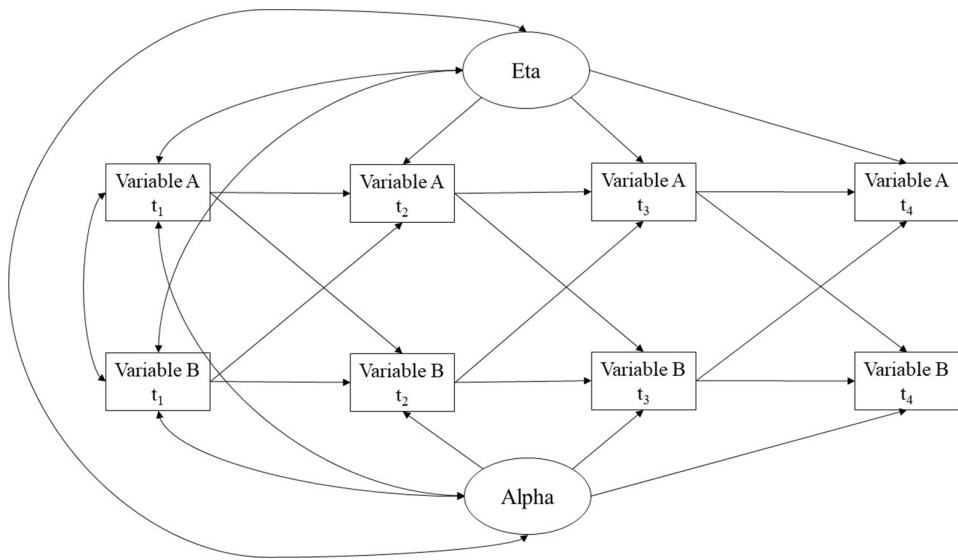 Eta
Variable A
t₁
Variable A
t₂
Variable A
t₃
Variable A
t₄
Variable B
t₁
Variable B
t₂
Variable B
t₃
Variable B
t₄
Alpha